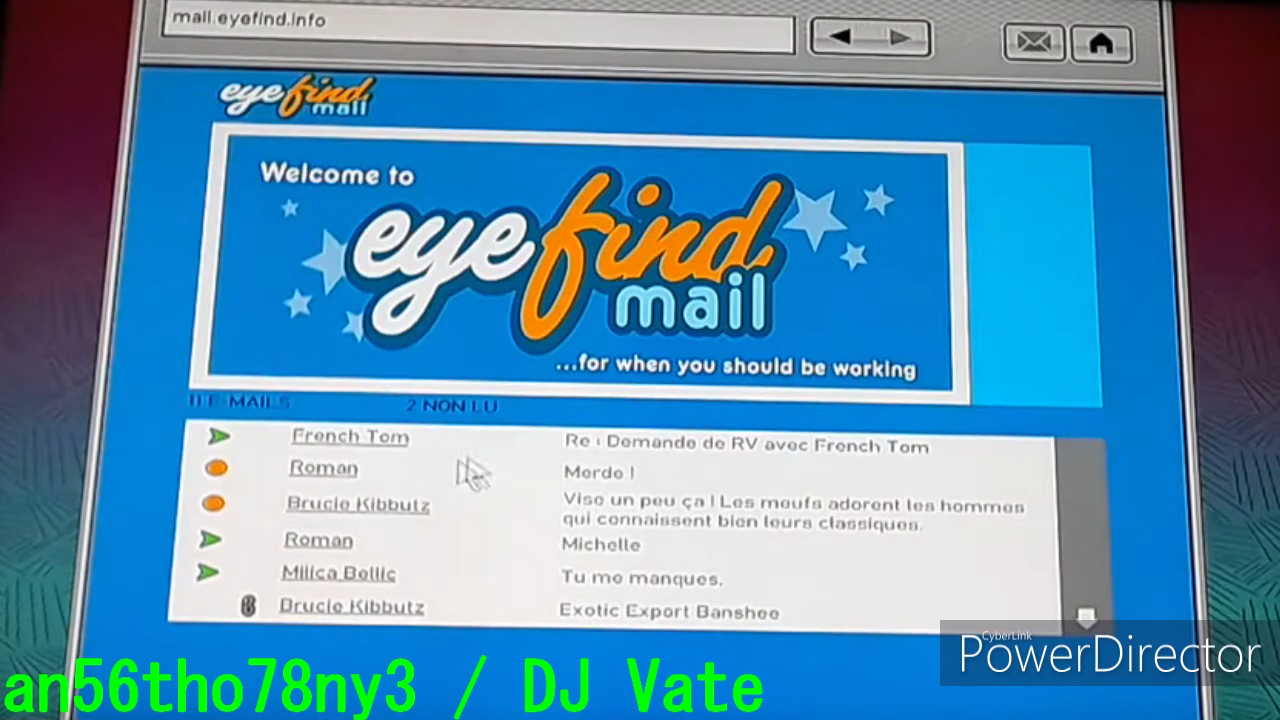 mail.eyefind.info
eyefind.
mail
Welcome to
eyefind.
mail
...for when you should be working
11 E-MAILS 2 NON LU
French Tom Re : Demande de RV avec French Tom
Roman Merde !
Brucie Kibbutz Vise un peu ça ! Les meufs adorent les hommes
qui connaissent bien leurs classiques.
Roman Michelle
Milica Bellic Tu me manques.
Brucie Kibbutz Exotic Export Banshee
CyberLink
PowerDirector
an56tho78ny3 / DJ Vate